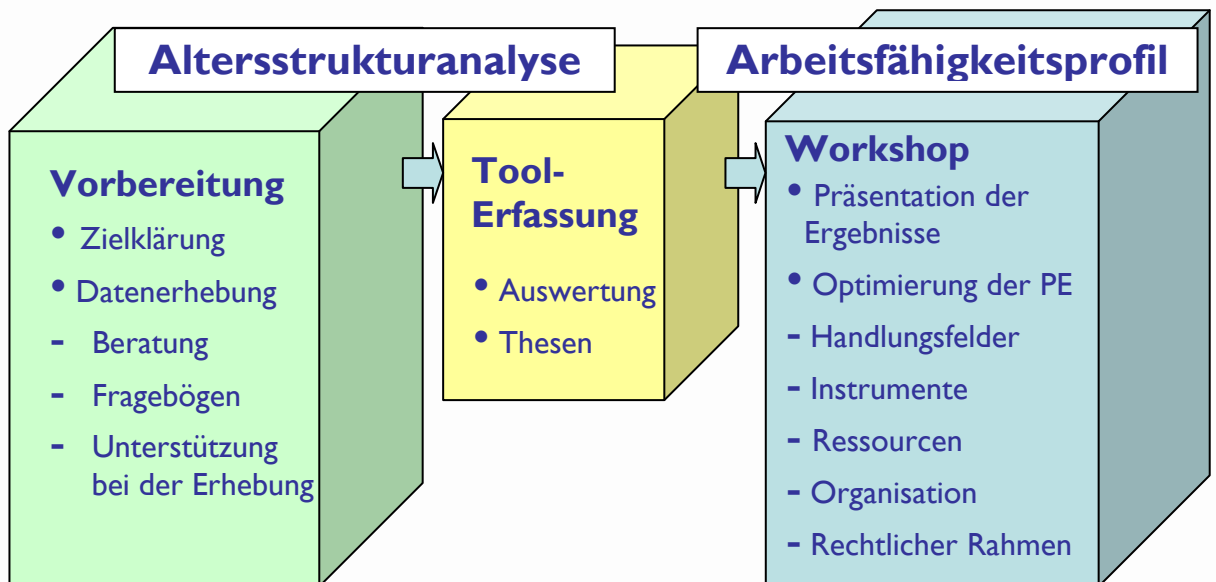 Altersstrukturanalyse
Arbeitsfähigkeitsprofil
Vorbereitung
• Zielklärung
• Datenerhebung
- Beratung
- Fragebögen
- Unterstützung
bei der Erhebung
Tool-
Erfassung
• Auswertung
• Thesen
Workshop
• Präsentation der
Ergebnisse
• Optimierung der PE
- Handlungsfelder
- Instrumente
- Ressourcen
- Organisation
- Rechtlicher Rahmen